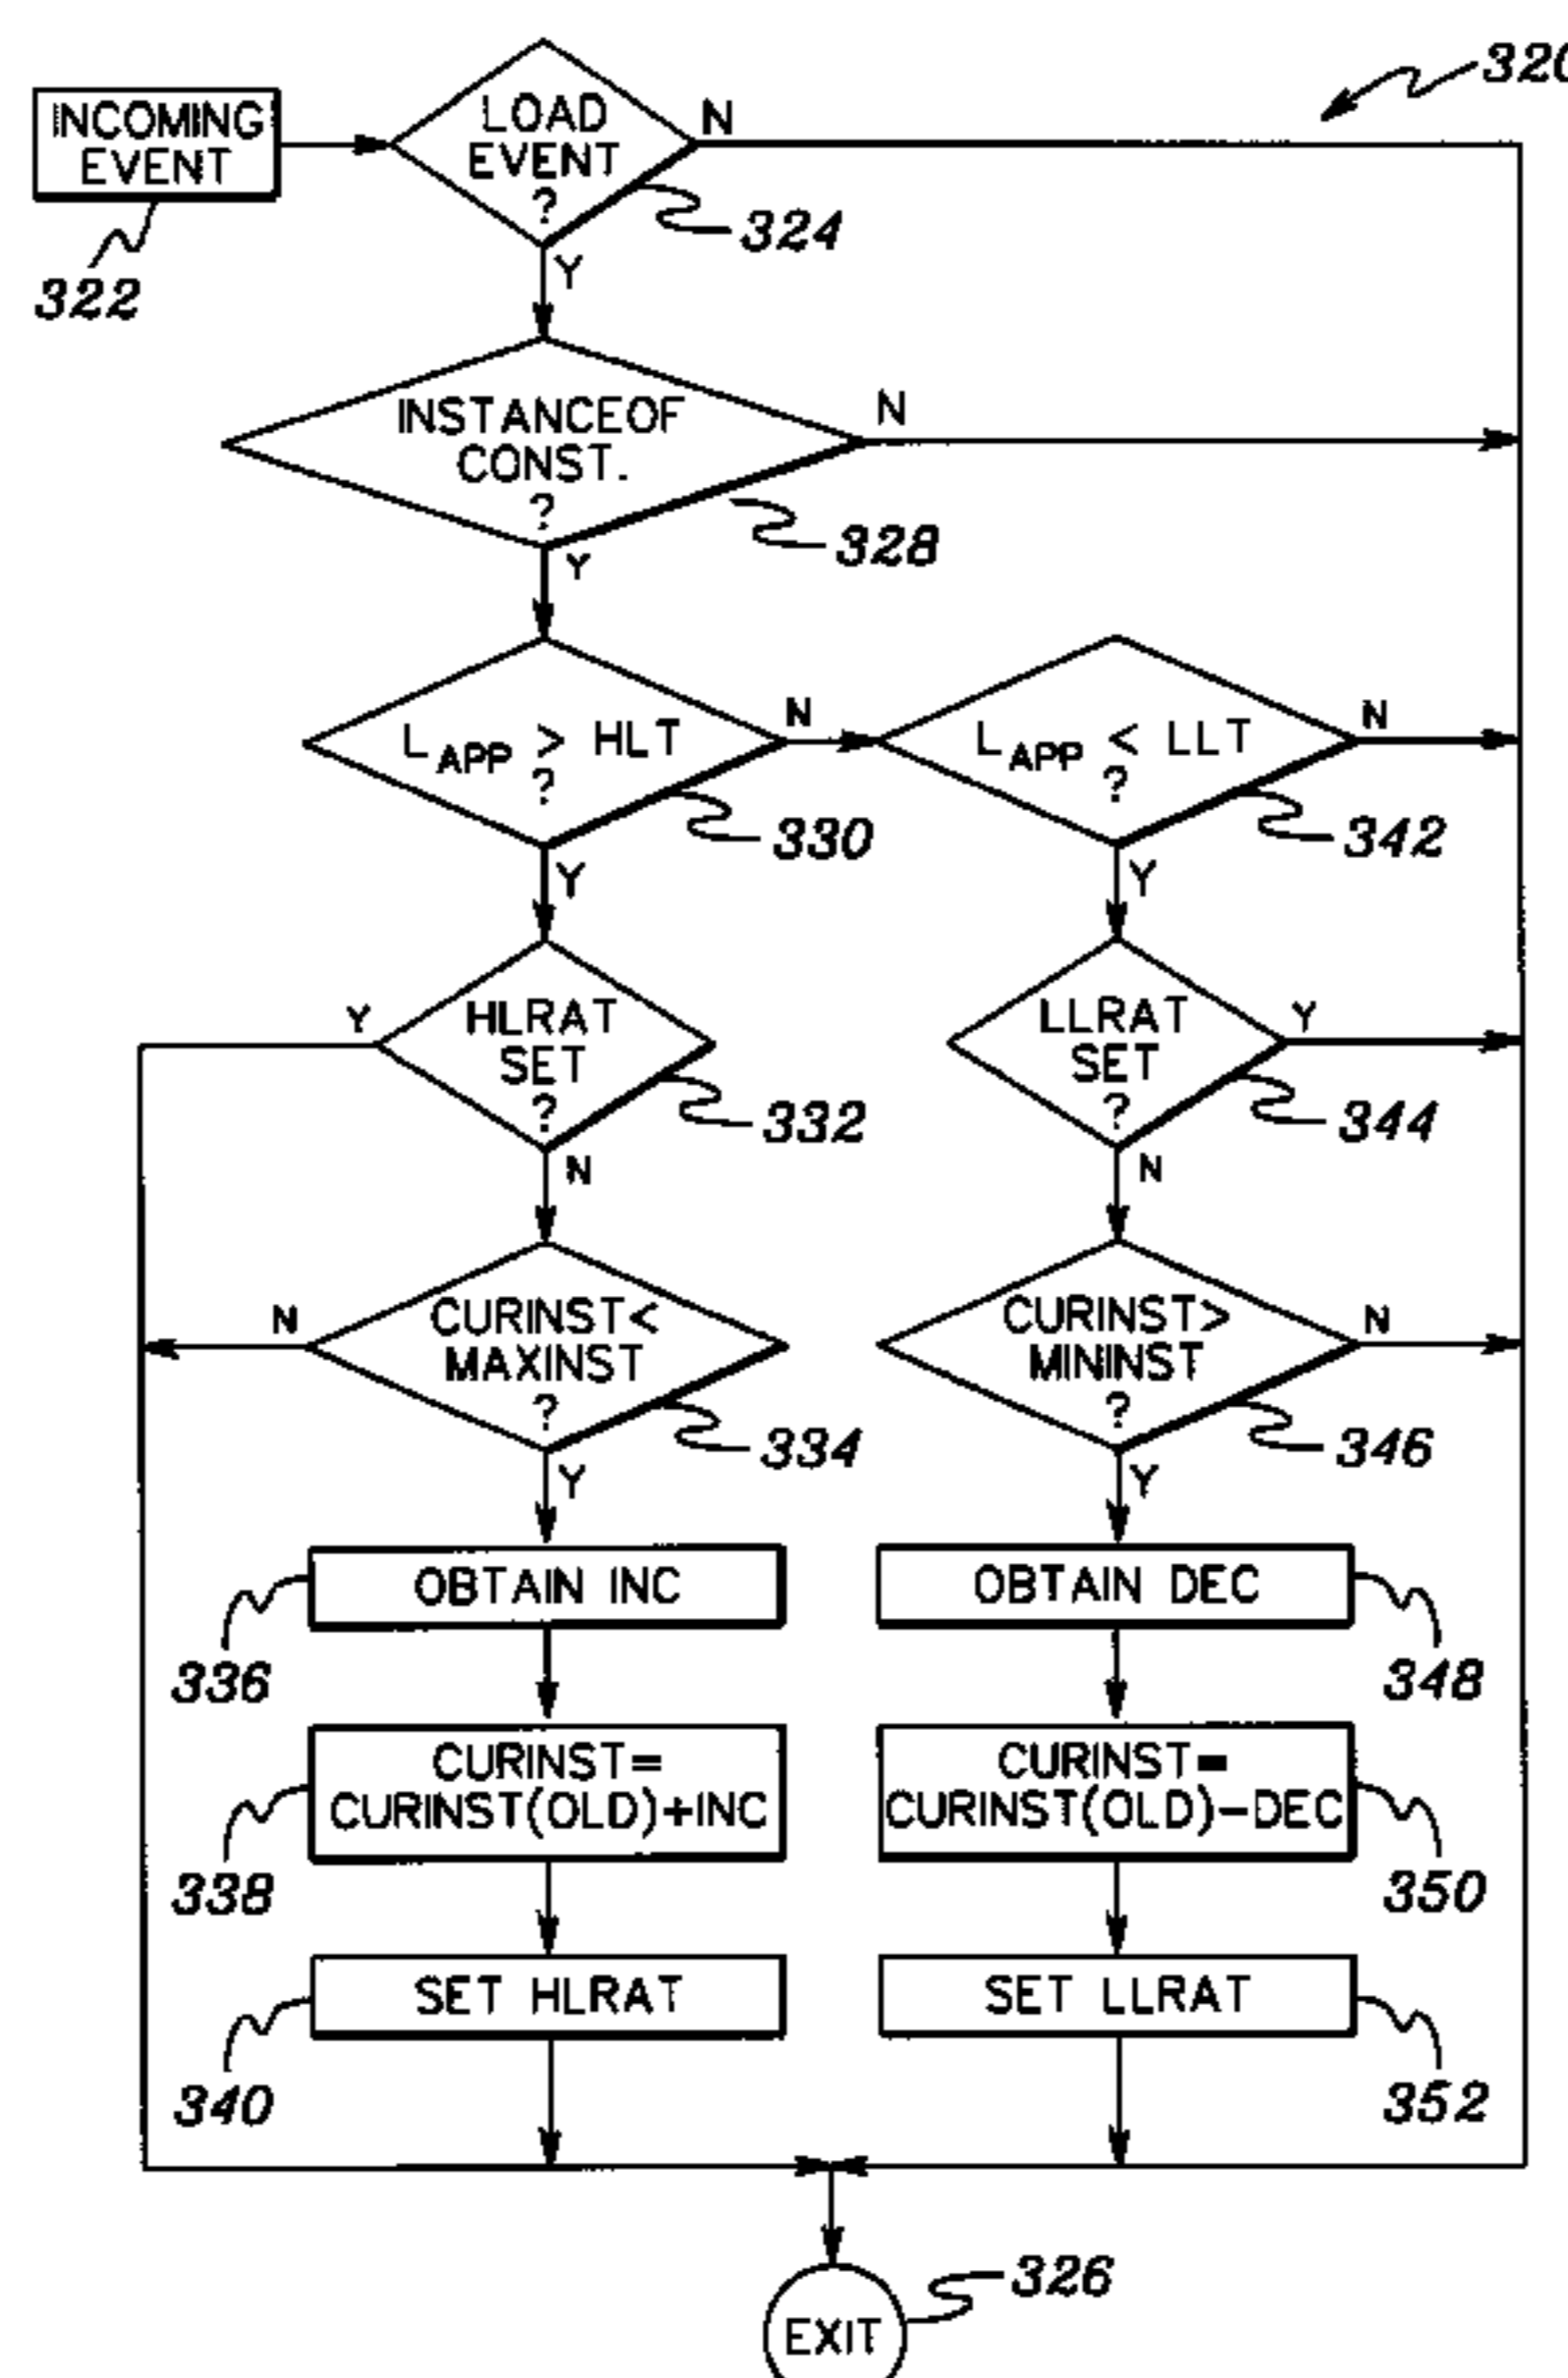 320
INCOMING
EVENT
322
LOAD
EVENT
?
N
324
Y
INSTANCEOF
CONST.
?
N
328
Y
L APP > HLT
?
N
330
Y
L APP < LLT
?
N
342
Y
HLRAT
SET
?
Y
332
N
LLRAT
SET
?
Y
344
N
CURINST<
MAXINST
?
N
334
Y
CURINST>
MININST
?
N
346
Y
OBTAIN INC
336
OBTAIN DEC
348
CURINST=
CURINST(OLD)+INC
338
CURINST=
CURINST(OLD)-DEC
350
SET HLRAT
340
SET LLRAT
352
326
EXIT